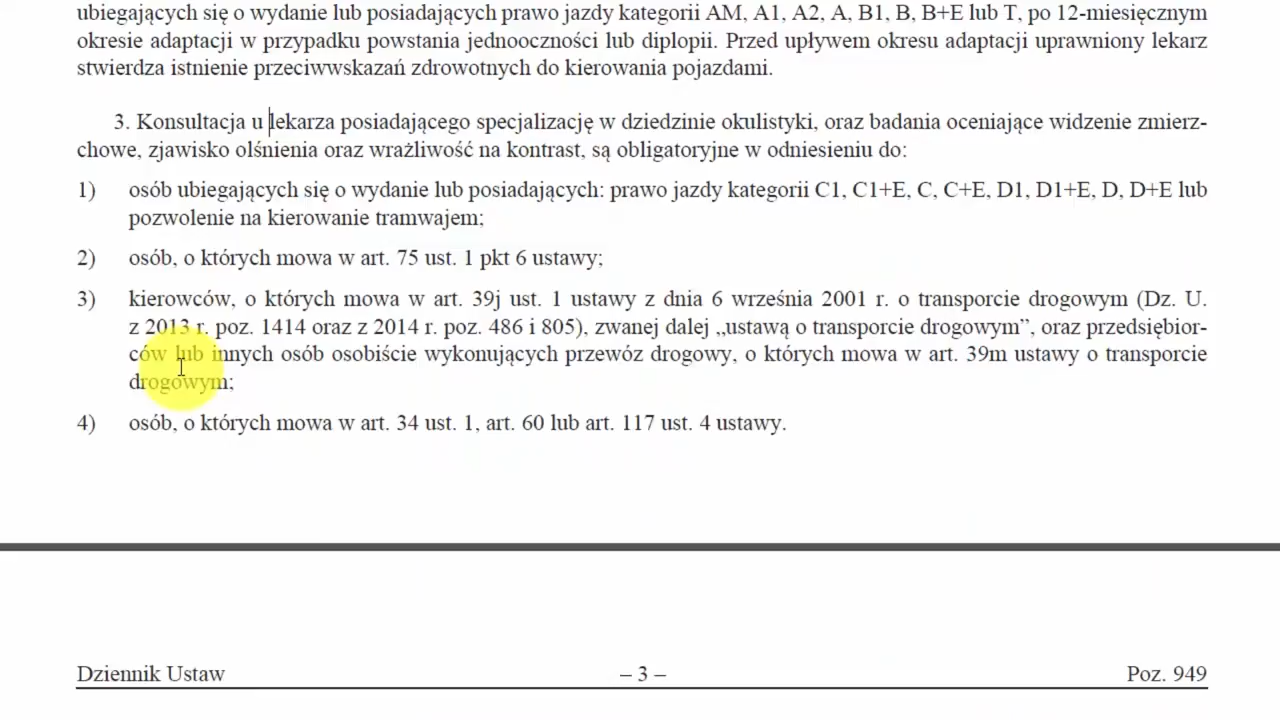 ubiegających się o wydanie lub posiadających prawo jazdy kategorii AM, A1, A2, A, B1, B, B+E lub T, po 12-miesięcznym
okresie adaptacji w przypadku powstania jednooczności lub diplopii. Przed upływem okresu adaptacji uprawniony lekarz
stwierdza istnienie przeciwwskazań zdrowotnych do kierowania pojazdami.
3. Konsultacja u lekarza posiadającego specjalizację w dziedzinie okulistyki, oraz badania oceniające widzenie zmierz-
chowe, zjawisko olśnienia oraz wrażliwość na kontrast, są obligatoryjne w odniesieniu do:
1) osób ubiegających się o wydanie lub posiadających: prawo jazdy kategorii C1, C1+E, C, C+E, D1, D1+E, D, D+E lub
pozwolenie na kierowanie tramwajem;
2) osób, o których mowa w art. 75 ust. 1 pkt 6 ustawy;
3) kierowców, o których mowa w art. 39j ust. 1 ustawy z dnia 6 września 2001 r. o transporcie drogowym (Dz. U.
z 2013 r. poz. 1414 oraz z 2014 r. poz. 486 i 805), zwanej dalej „ustawą o transporcie drogowym”, oraz przedsiębior-
ców lub innych osób osobiście wykonujących przewóz drogowy, o których mowa w art. 39m ustawy o transporcie
drogowym;
4) osób, o których mowa w art. 34 ust. 1, art. 60 lub art. 117 ust. 4 ustawy.
Dziennik Ustaw – 3 – Poz. 949